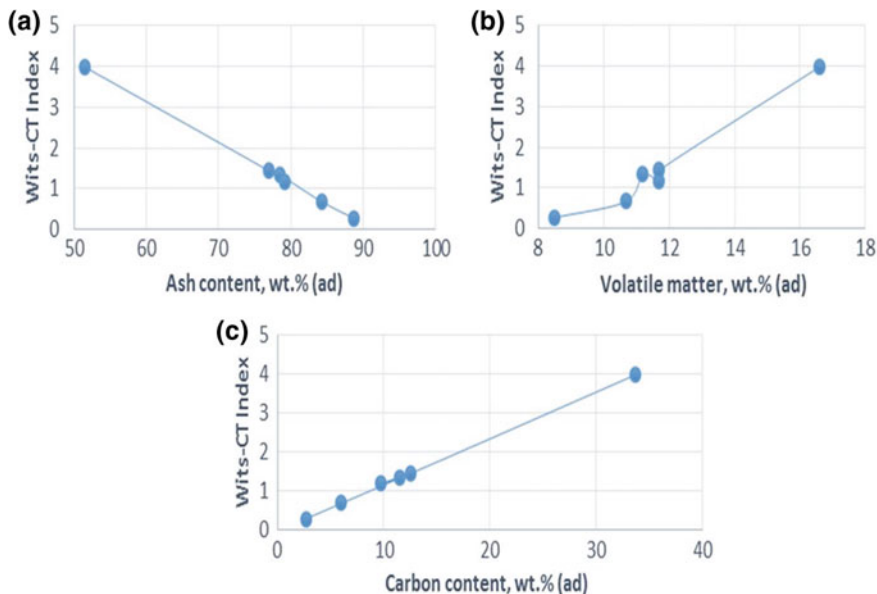 (a)
5
4
3
2
1
0
Wits-CT Index
50 60 70 80 90 100
Ash content, wt.% (ad)
(b)
5
4
3
2
1
0
Wits-CT Index
8 10 12 14 16 18
Volatile matter, wt.% (ad)
(c)
5
4
3
2
1
0
Wits-CT Index
0 10 20 30 40
Carbon content, wt.% (ad)